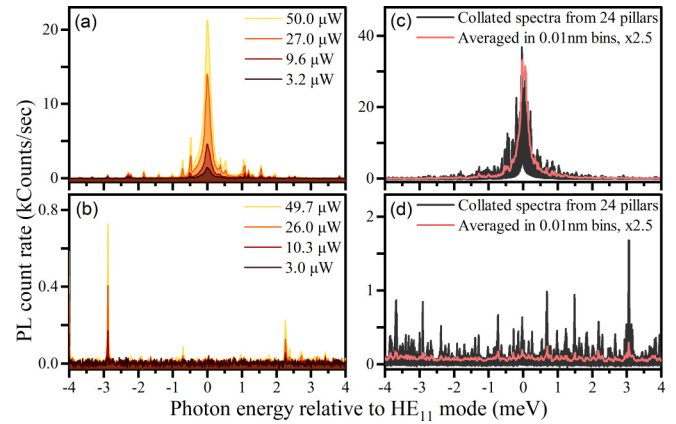 (a)
50.0 µW
27.0 µW
9.6 µW
3.2 µW
20
10
0
(c)
Collated spectra from 24 pillars
Averaged in 0.01nm bins, x2.5
40
20
0
PL count rate (kCounts/sec)
(b)
49.7 µW
26.0 µW
10.3 µW
3.0 µW
0.8
0.4
0.0
-4 -3 -2 -1 0 1 2 3 4
(d)
Collated spectra from 24 pillars
Averaged in 0.01nm bins, x2.5
2
1
0
-4 -3 -2 -1 0 1 2 3 4
Photon energy relative to HE₁₁ mode (meV)